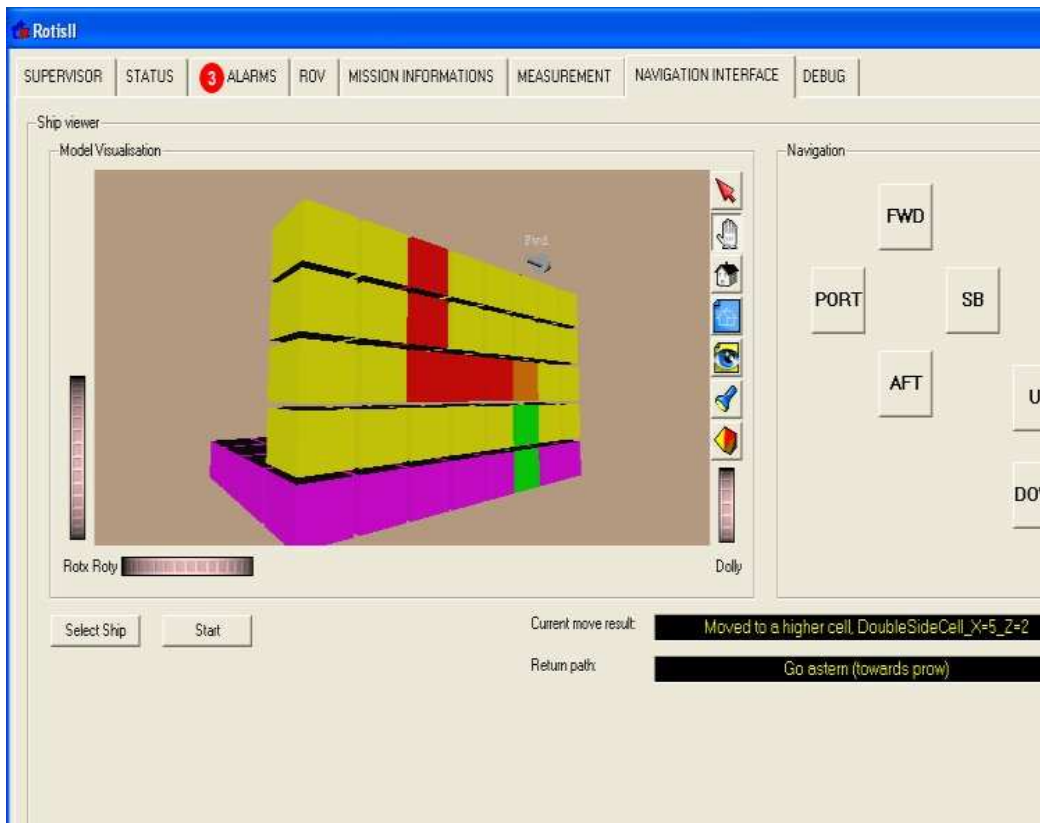 RotisII
SUPERVISOR STATUS 3 ALARMS ROV MISSION INFORMATIONS MEASUREMENT NAVIGATION INTERFACE DEBUG
Ship viewer
Model Visualisation
Navigation
Fwd
FWD
PORT SB
AFT
U
DO
Rotx Roty
Dolly
Select Ship Start
Current move result: Moved to a higher cell, DoubleSideCell_X=5_Z=2
Return path: Go astern (towards prow)